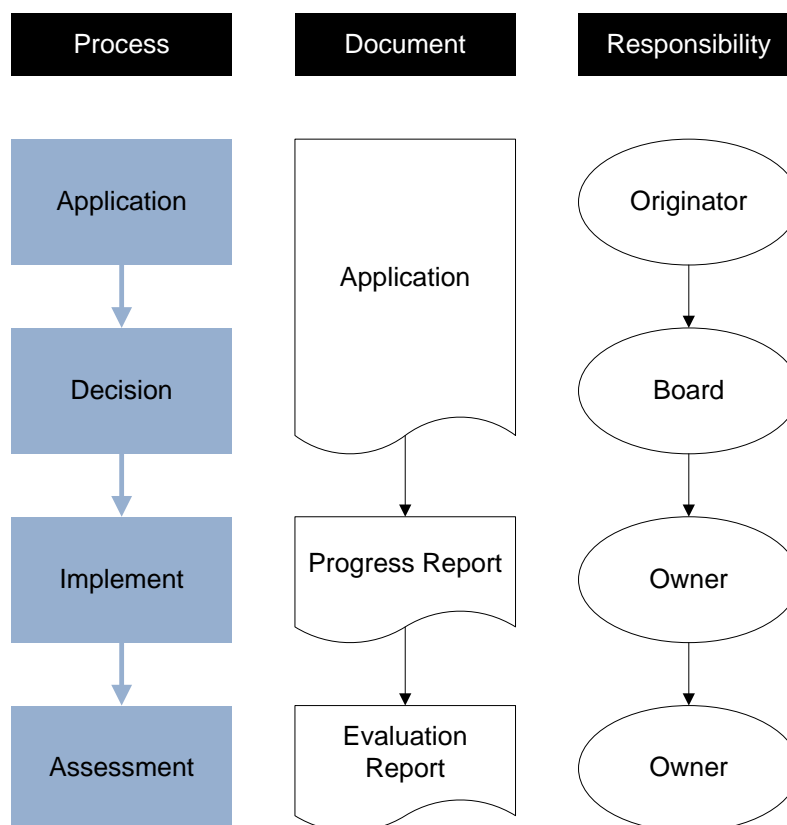 Process
Document
Responsibility
Application
Application
Originator
Decision
Board
Implement
Progress Report
Owner
Assessment
Evaluation
Report
Owner